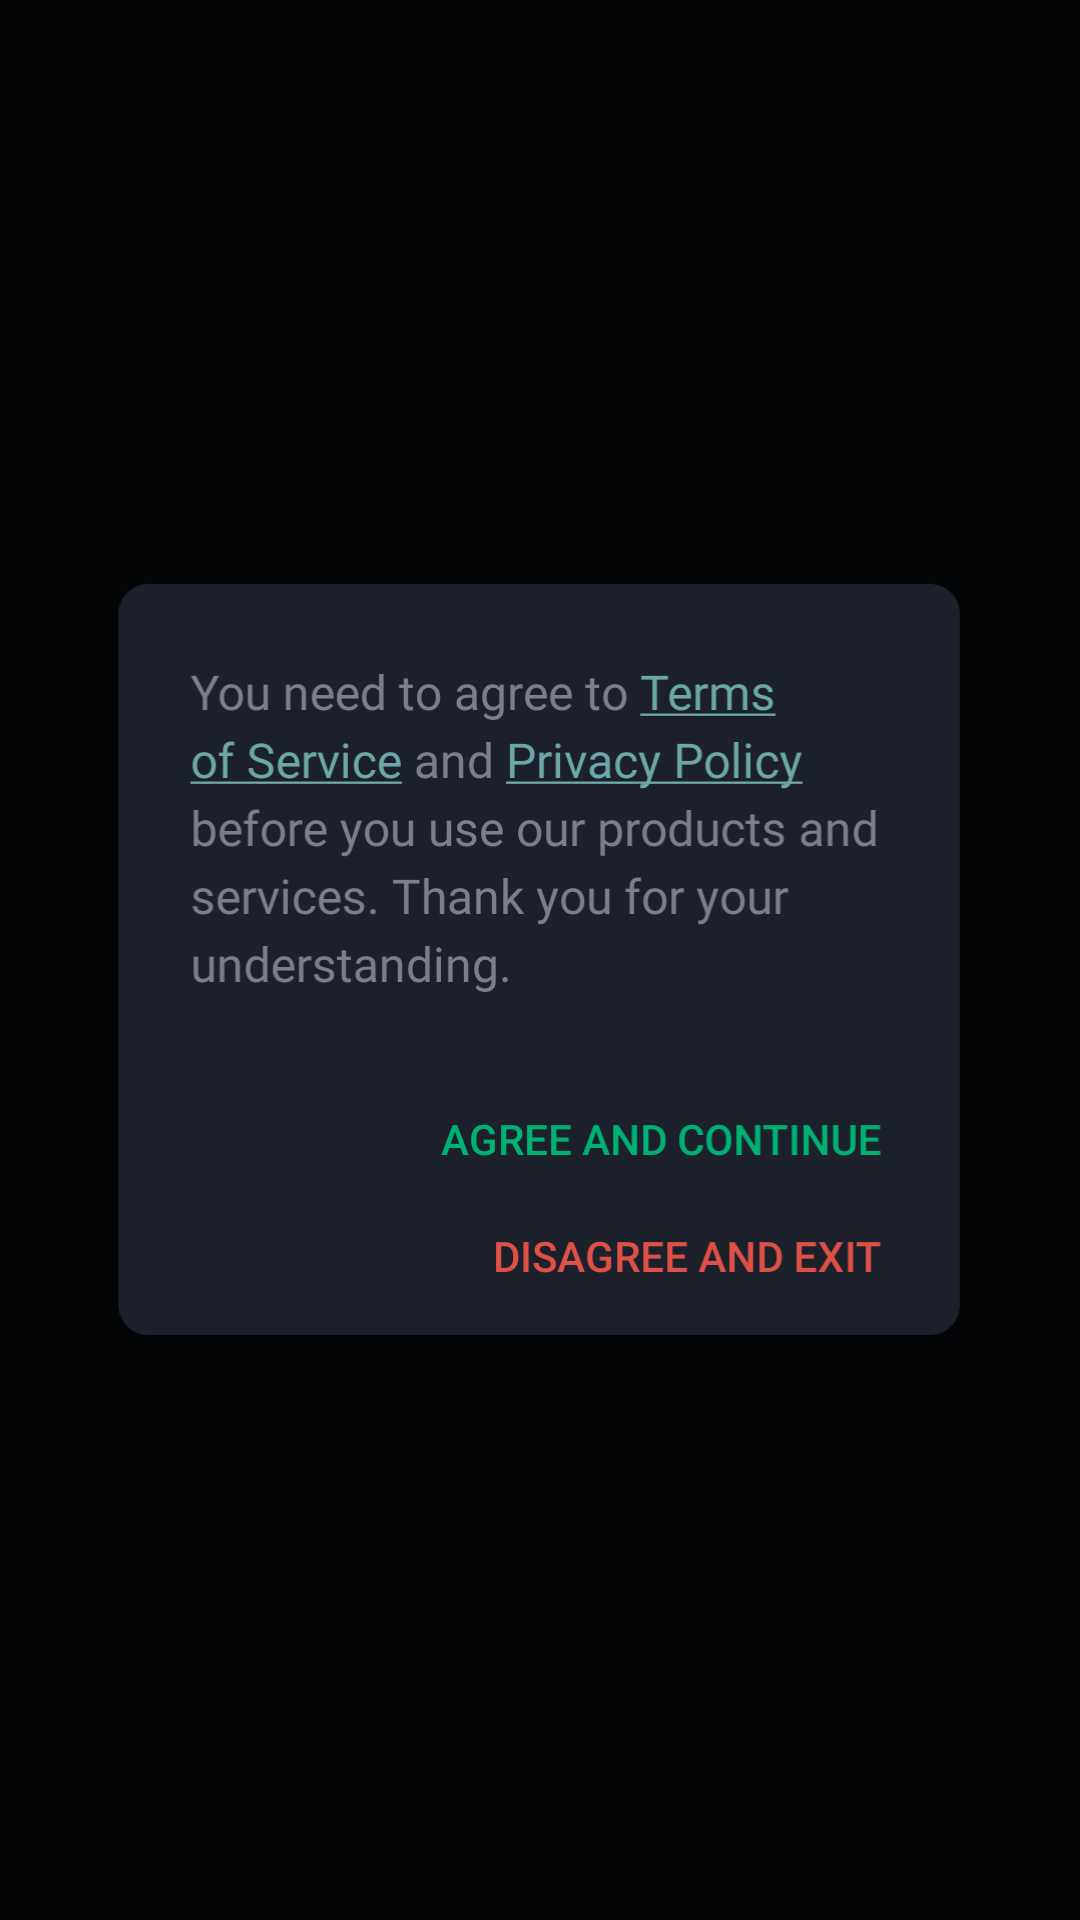 You need to agree to Terms
of Service and Privacy Policy
before you use our products and
services. Thank you for your
understanding.
AGREE AND CONTINUE
DISAGREE AND EXIT